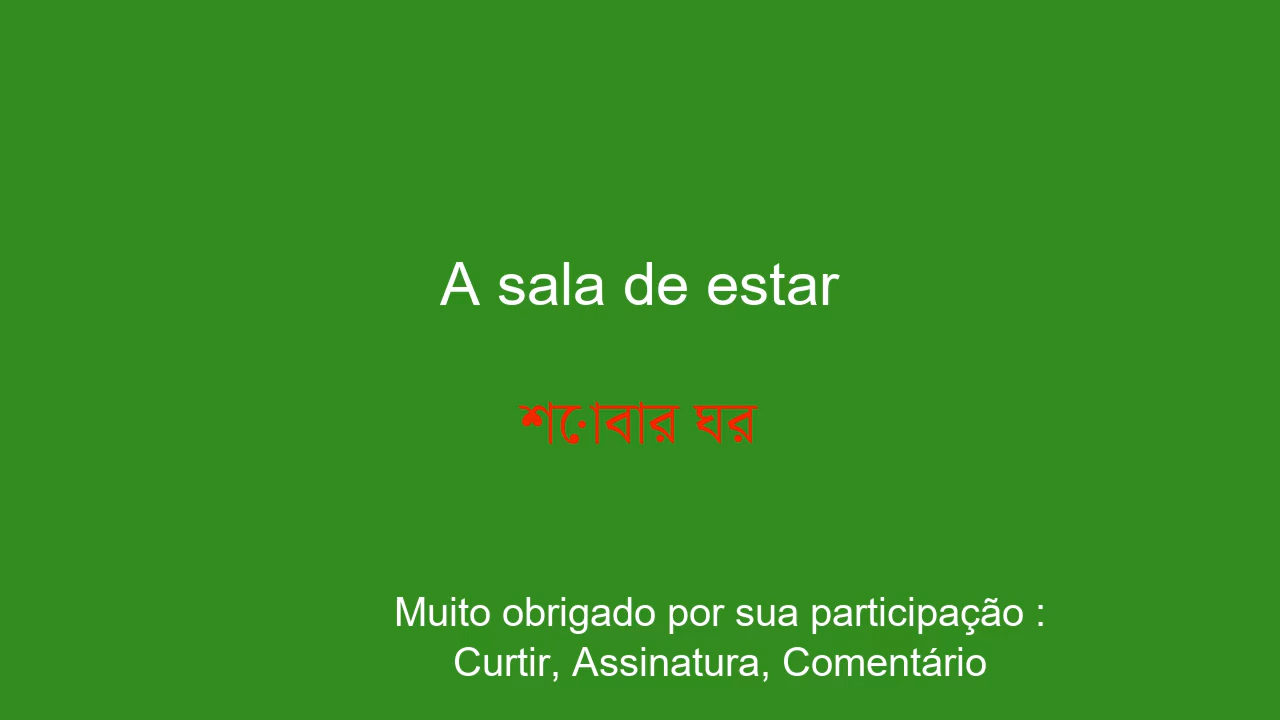 A sala de estar
শোবার ঘর
Muito obrigado por sua participação :
Curtir, Assinatura, Comentário